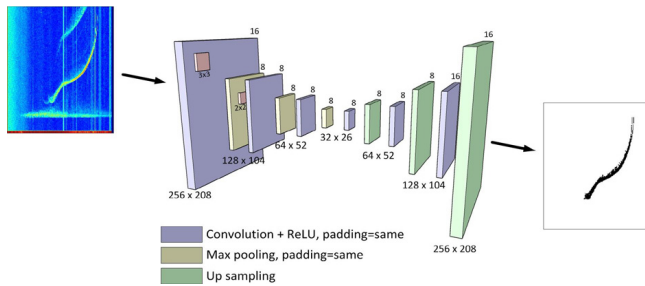 16
8
8
8
8
8
8
8
8
8
16
16
3x3
2x2
32 x 26
64 x 52
64 x 52
128 x 104
128 x 104
256 x 208
256 x 208
Convolution + ReLU, padding=same
Max pooling, padding=same
Up sampling